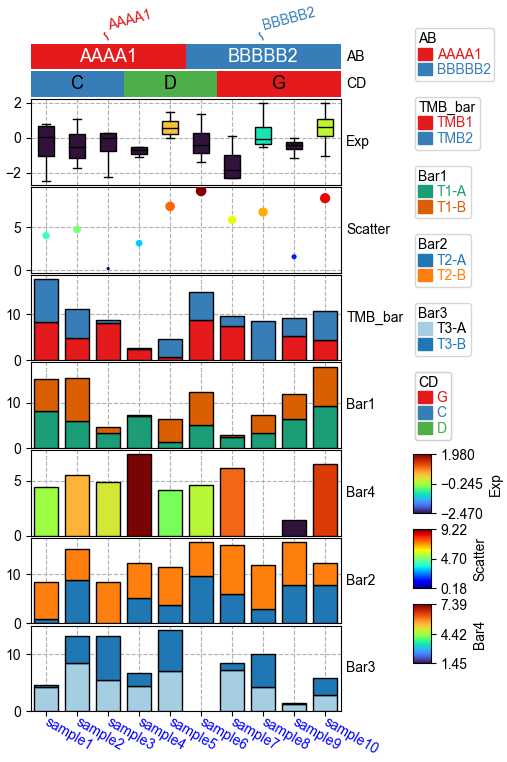 AAAA1 BBBBB2
AAAA1 BBBBB2 AB
C D G CD
2 0 −2 Exp
5 0 Scatter
10 0 TMB_bar
10 0 Bar1
5 0 Bar4
10 0 Bar2
10 0 Bar3
sample1 sample2 sample3 sample4 sample5 sample6 sample7 sample8 sample9 sample10
AB
AAAA1
BBBBB2
TMB_bar
TMB1
TMB2
Bar1
T1-A
T1-B
Bar2
T2-A
T2-B
Bar3
T3-A
T3-B
CD
G
C
D
1.980
-0.245
-2.470
Exp
9.22
4.70
0.18
Scatter
7.39
4.42
1.45
Bar4